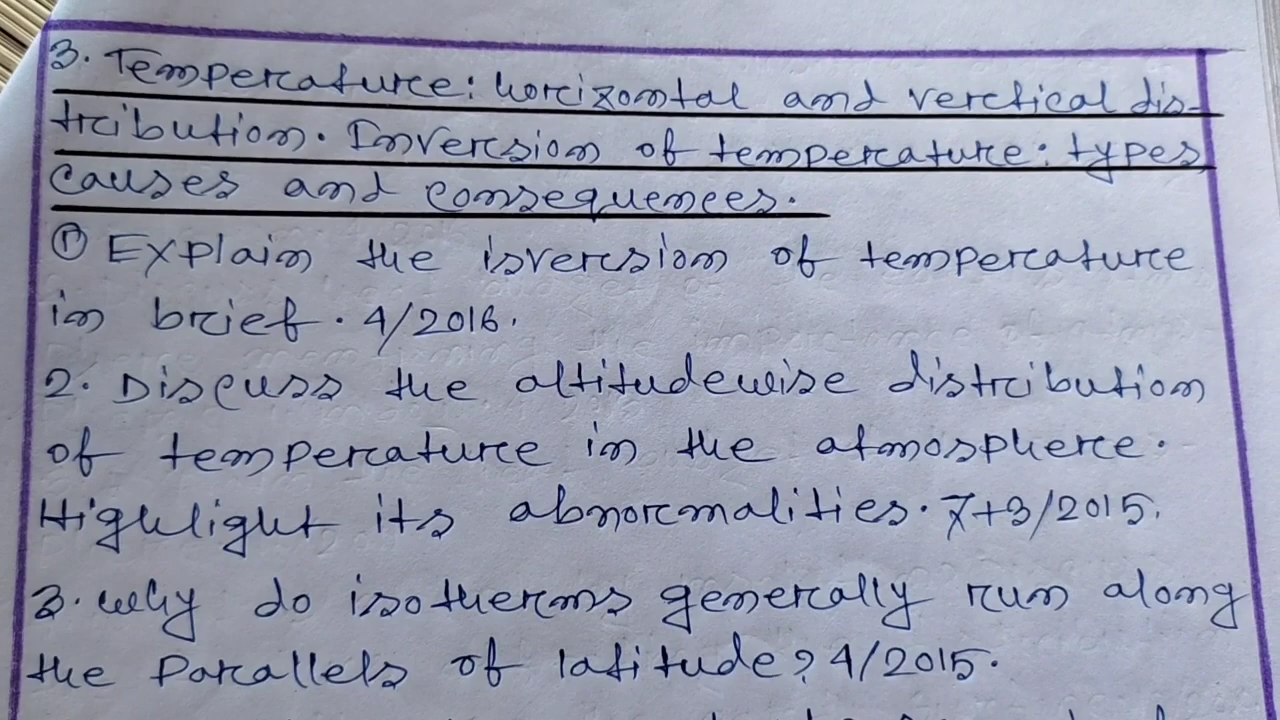 3. Temperature: horizontal and vertical dis-
tribution. Inversion of temperature: types,
causes and consequences.
① Explain the isversion of temperature
in brief. 4/2016.
2. Discuss the altitudewise distribution
of temperature in the atmosphere.
Highlight its abnormalities. 7+3/2015.
3. Why do isotherms generally run along
the Parallels of latitude? 4/2015.